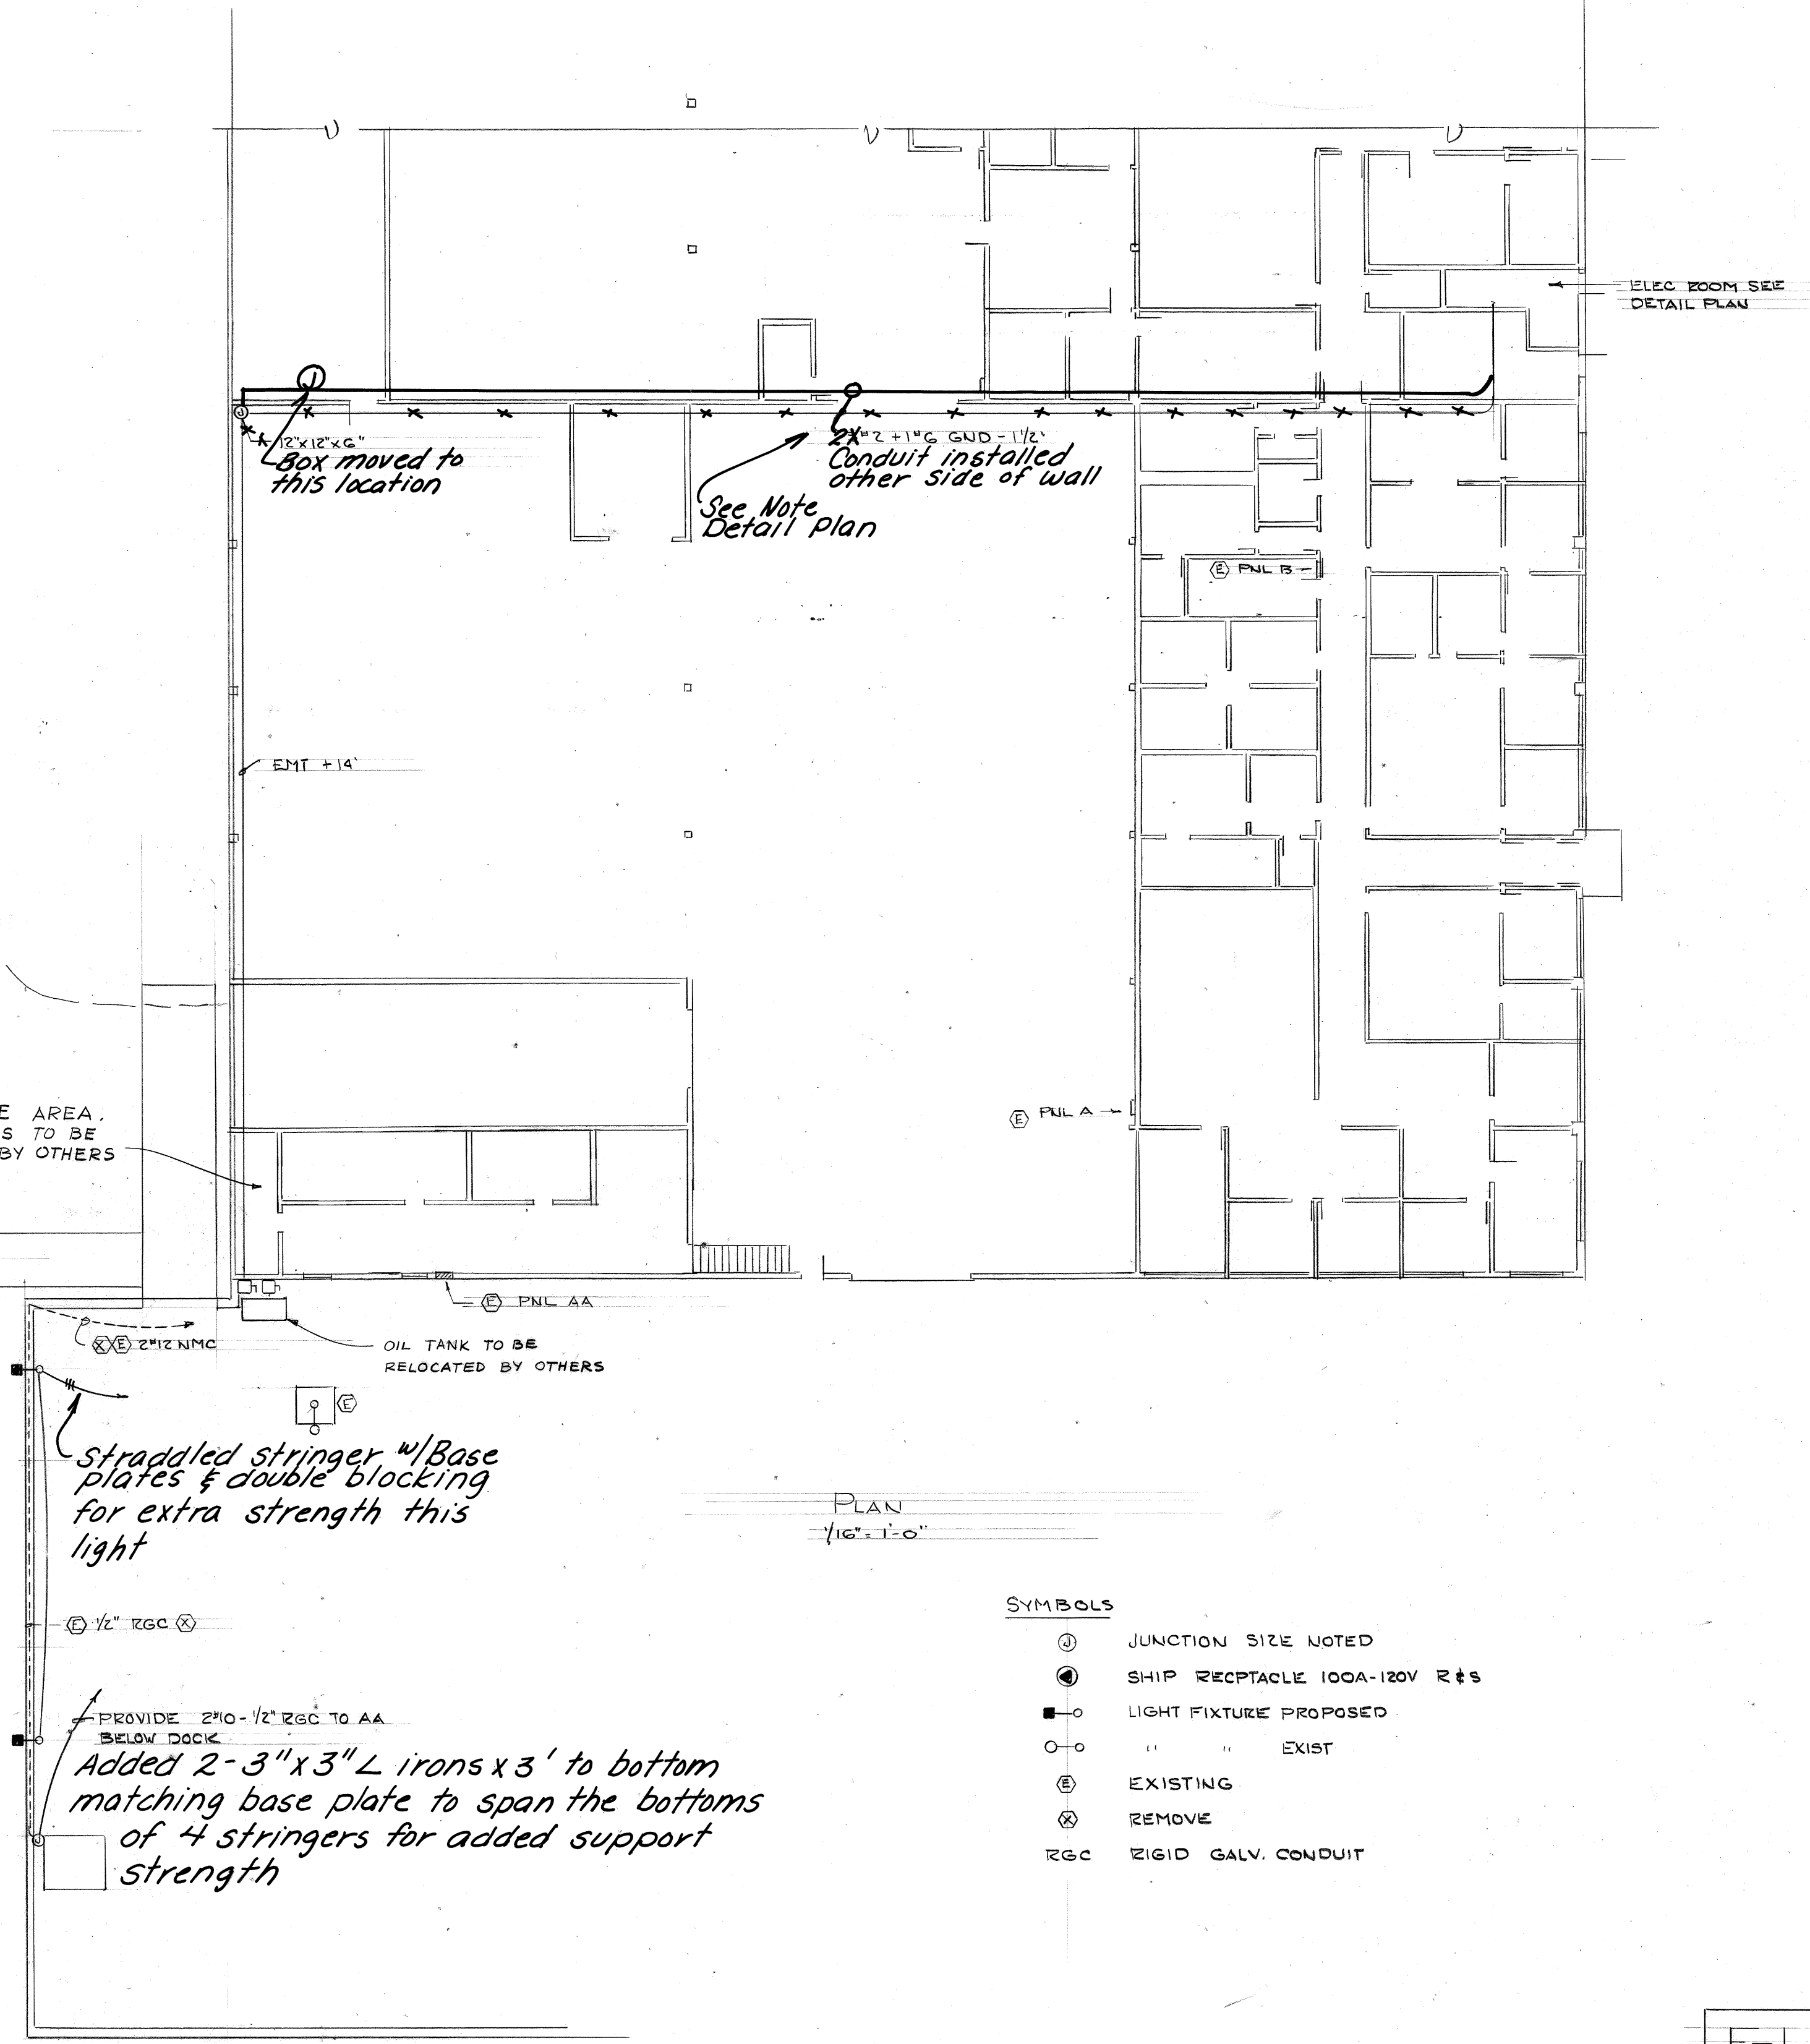 ELEC ROOM SEE
DETAIL PLAN
J
J
12"x12"x6"
Box moved to
this location
#2 + 1#6 GND - 1½"
Conduit installed
other side of wall
See Note
Detail Plan
E PNL B
EMT +14'
E PNL A
E AREA.
S TO BE
BY OTHERS
E PNL AA
X E 2#12 NMC
OIL TANK TO BE
RELOCATED BY OTHERS
E
Straddled stringer w/Base
plates & double blocking
for extra strength this
light
PLAN
1/16" = 1'-0"
E ½" RGC X
PROVIDE 2#10 - ½" RGC TO AA
BELOW DOCK
Added 2-3"x3" L irons x 3' to bottom
matching base plate to span the bottoms
of 4 stringers for added support
strength
J
SYMBOLS
J JUNCTION SIZE NOTED
SHIP RECPTACLE 100A-120V R&S
LIGHT FIXTURE PROPOSED
" " EXIST
E EXISTING
X REMOVE
RGC RIGID GALV. CONDUIT